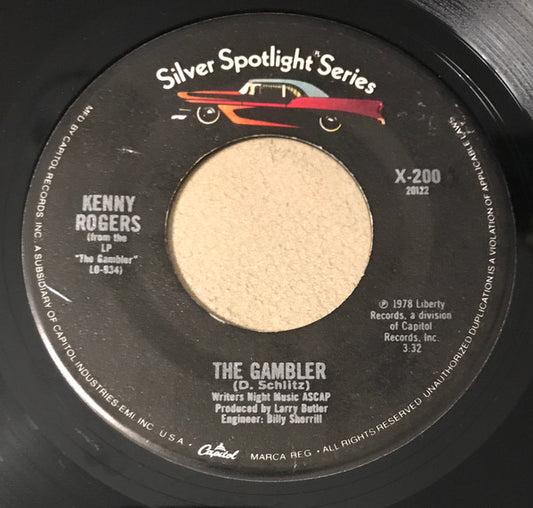 Silver Spotlight™ Series
X-200
20122
KENNY
ROGERS
(from the
LP
"The Gambler"
LO-934)
℗ 1978 Liberty
Records, a division
of Capitol
Records, Inc.
3:32
THE GAMBLER
(D. Schlitz)
Writers Night Music ASCAP
Produced by Larry Butler
Engineer: Billy Sherrill
MFD BY CAPITOL RECORDS, INC. A SUBSIDIARY OF CAPITOL INDUSTRIES-EMI, INC. U.S.A. • Capitol MARCA REG. • ALL RIGHTS RESERVED. UNAUTHORIZED DUPLICATION IS A VIOLATION OF APPLICABLE LAWS